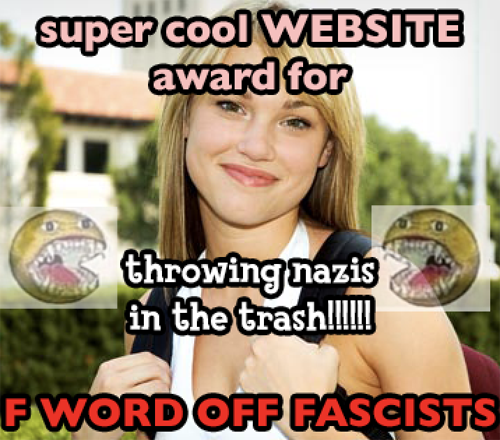 super cool WEBSITE
award for
throwing nazis
in the trash!!!!!!
F WORD OFF FASCISTS